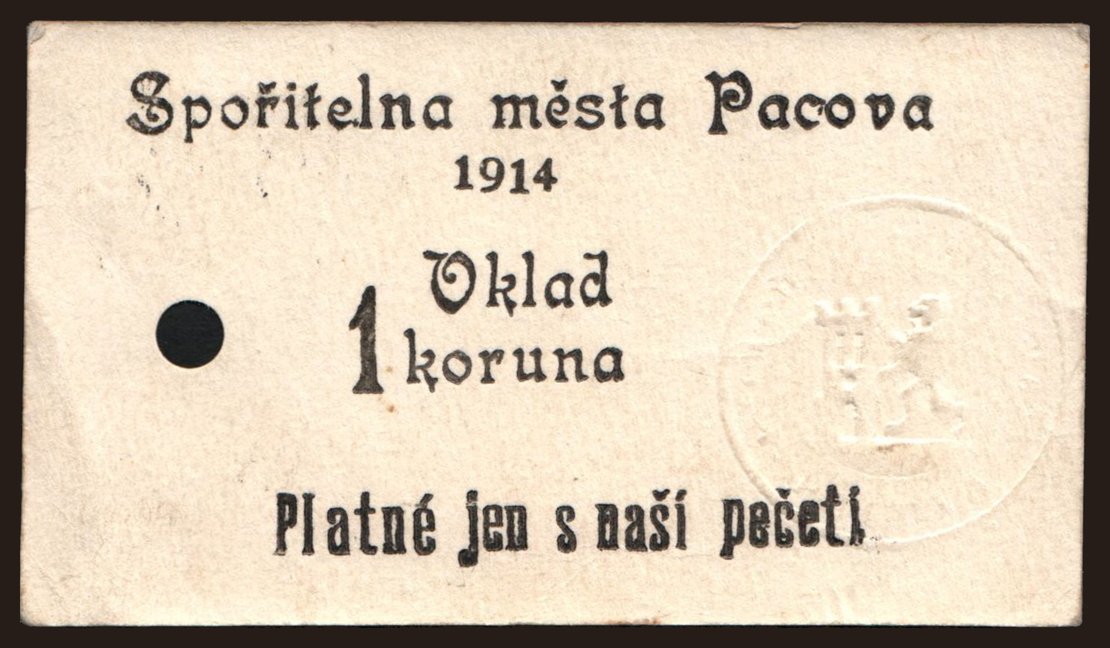 Spořitelna města Pacova
1914
Vklad
1 koruna
Platné jen s naší pečetí